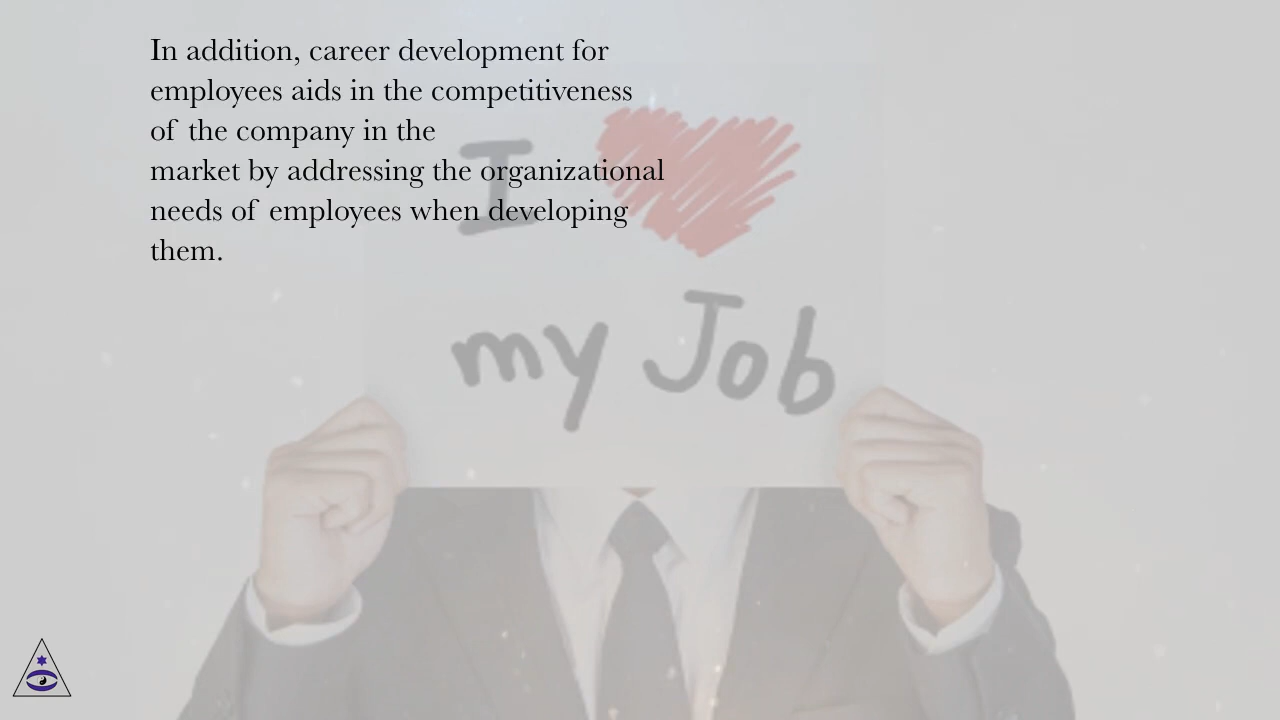 In addition, career development for
employees aids in the competitiveness
of the company in the
market by addressing the organizational
needs of employees when developing
them.
I
my Job